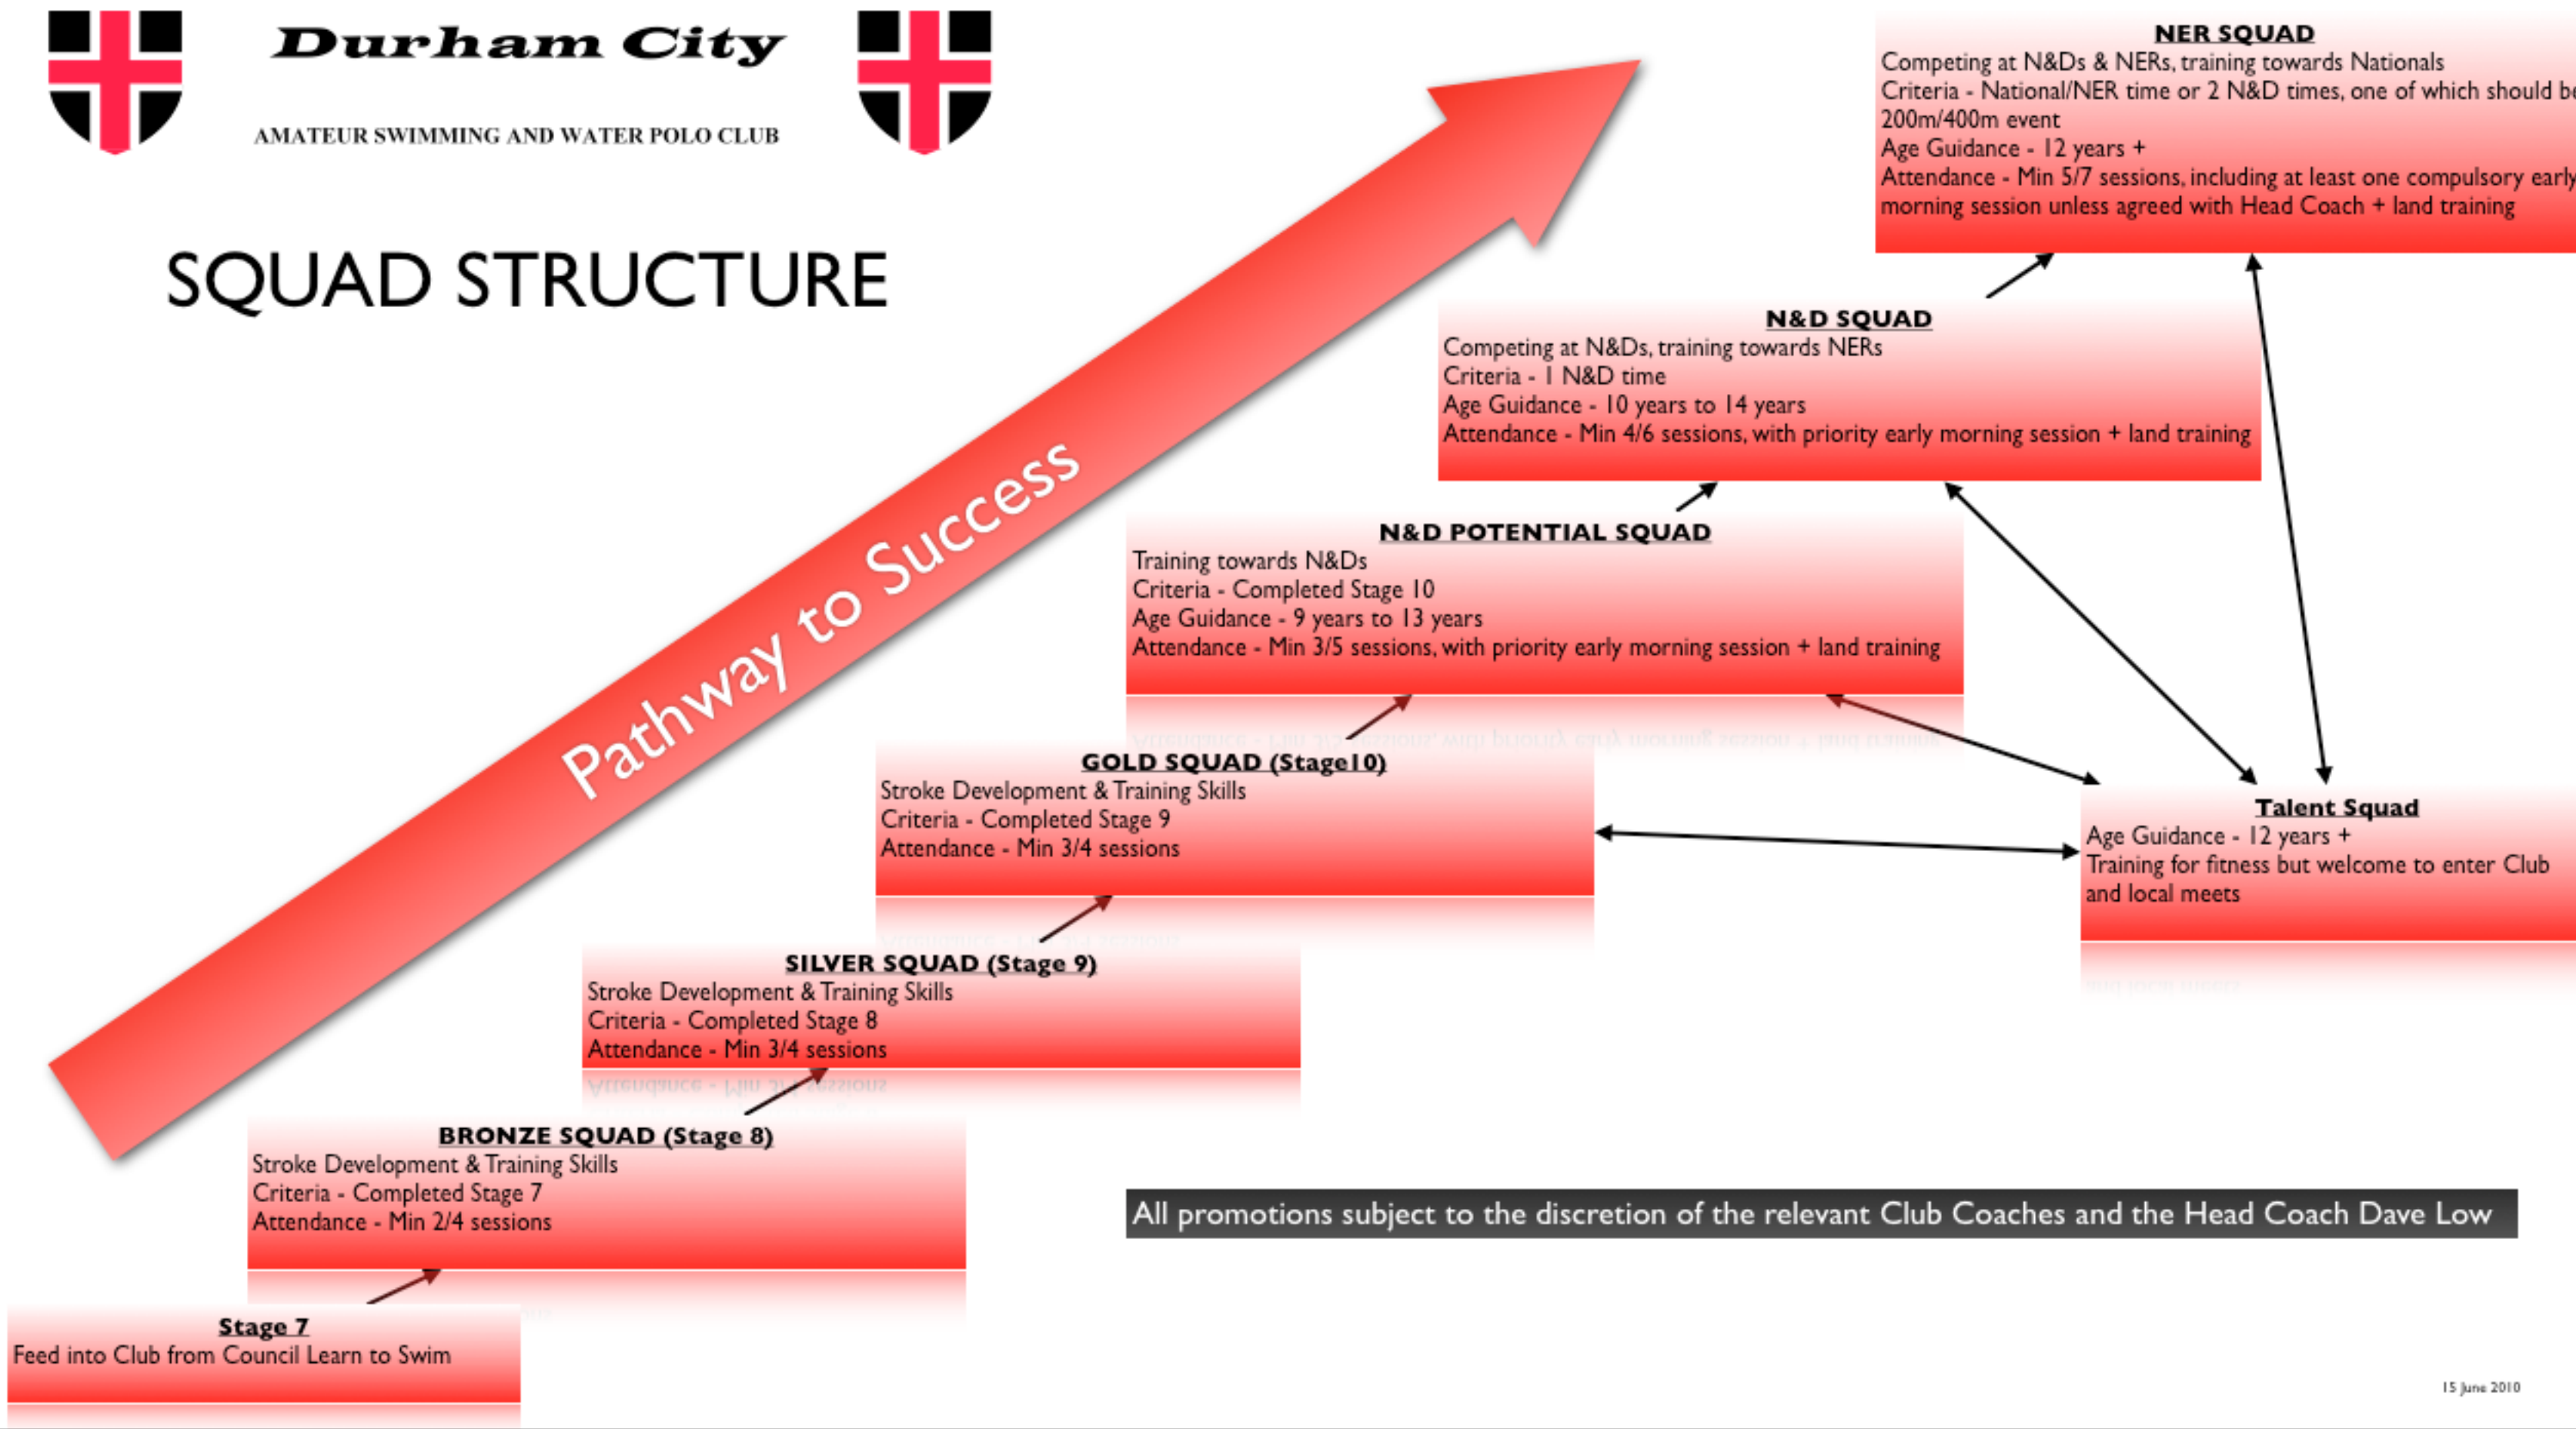 Durham City
AMATEUR SWIMMING AND WATER POLO CLUB
SQUAD STRUCTURE
Pathway to Success
NER SQUAD
Competing at N&Ds & NERs, training towards Nationals
Criteria - National/NER time or 2 N&D times, one of which should be
200m/400m event
Age Guidance - 12 years +
Attendance - Min 5/7 sessions, including at least one compulsory early
morning session unless agreed with Head Coach + land training
N&D SQUAD
Competing at N&Ds, training towards NERs
Criteria - 1 N&D time
Age Guidance - 10 years to 14 years
Attendance - Min 4/6 sessions, with priority early morning session + land training
N&D POTENTIAL SQUAD
Training towards N&Ds
Criteria - Completed Stage 10
Age Guidance - 9 years to 13 years
Attendance - Min 3/5 sessions, with priority early morning session + land training
GOLD SQUAD (Stage10)
Stroke Development & Training Skills
Criteria - Completed Stage 9
Attendance - Min 3/4 sessions
Talent Squad
Age Guidance - 12 years +
Training for fitness but welcome to enter Club
and local meets
SILVER SQUAD (Stage 9)
Stroke Development & Training Skills
Criteria - Completed Stage 8
Attendance - Min 3/4 sessions
BRONZE SQUAD (Stage 8)
Stroke Development & Training Skills
Criteria - Completed Stage 7
Attendance - Min 2/4 sessions
All promotions subject to the discretion of the relevant Club Coaches and the Head Coach Dave Low
Stage 7
Feed into Club from Council Learn to Swim
15 June 2010